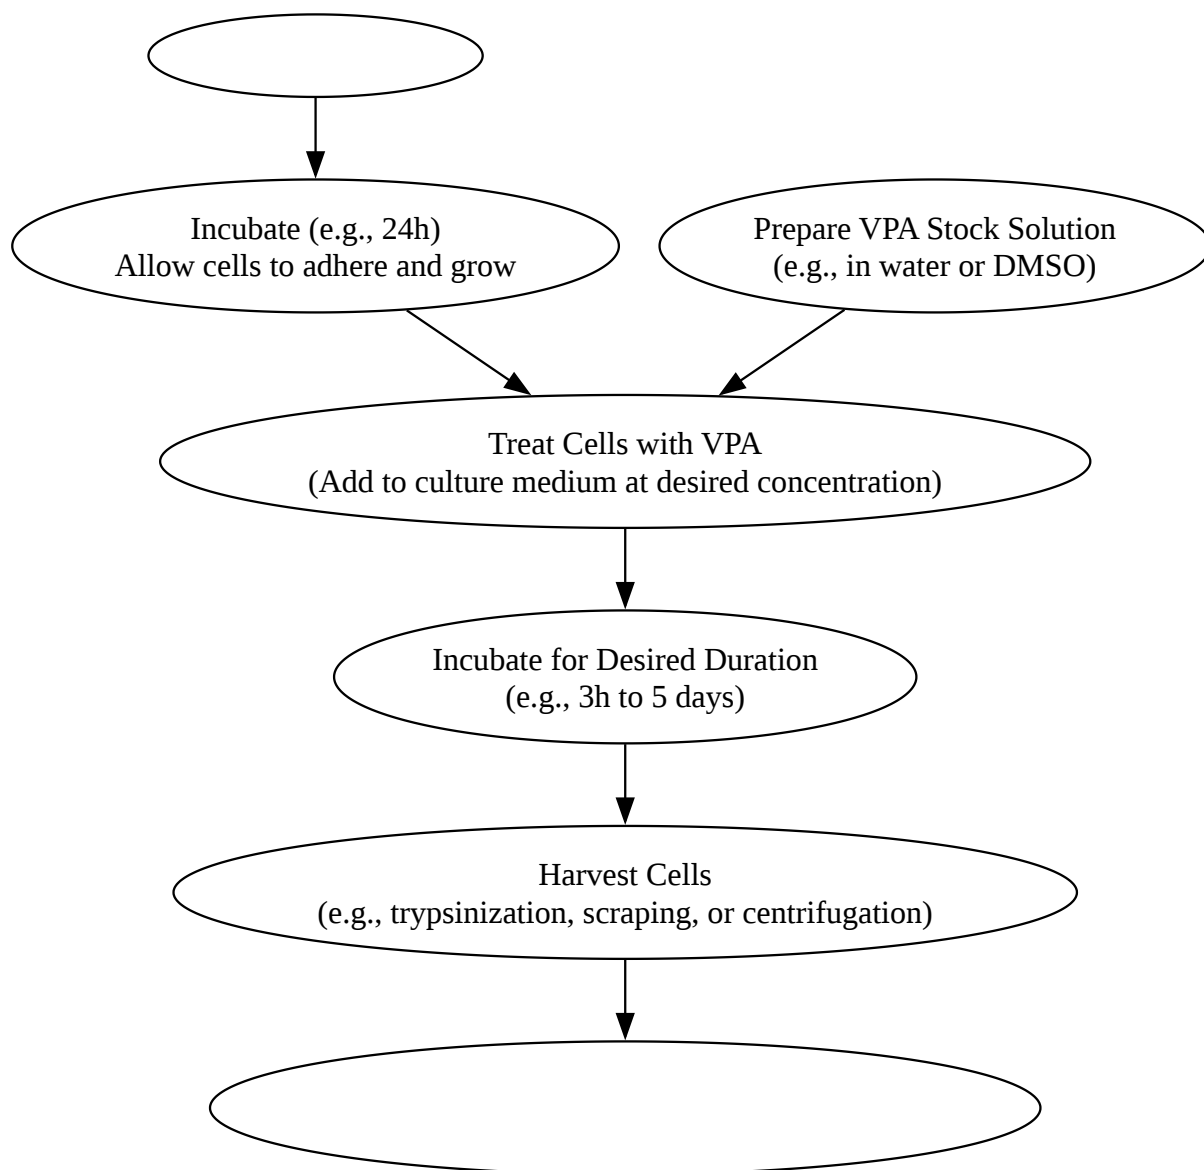 Incubate (e.g., 24h)
Allow cells to adhere and grow
Prepare VPA Stock Solution
(e.g., in water or DMSO)
Treat Cells with VPA
(Add to culture medium at desired concentration)
Incubate for Desired Duration
(e.g., 3h to 5 days)
Harvest Cells
(e.g., trypsinization, scraping, or centrifugation)